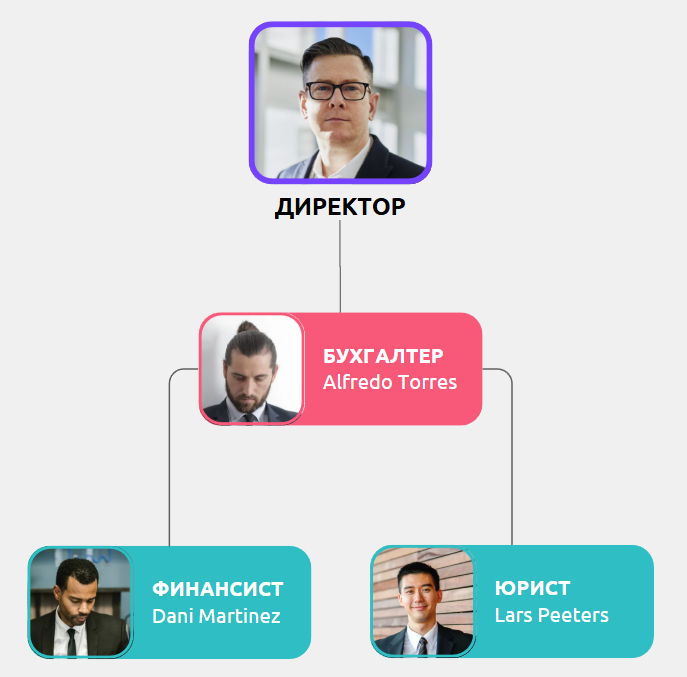 ДИРЕКТОР
БУХГАЛТЕР
Alfredo Torres
ФИНАНСИСТ
Dani Martinez
ЮРИСТ
Lars Peeters